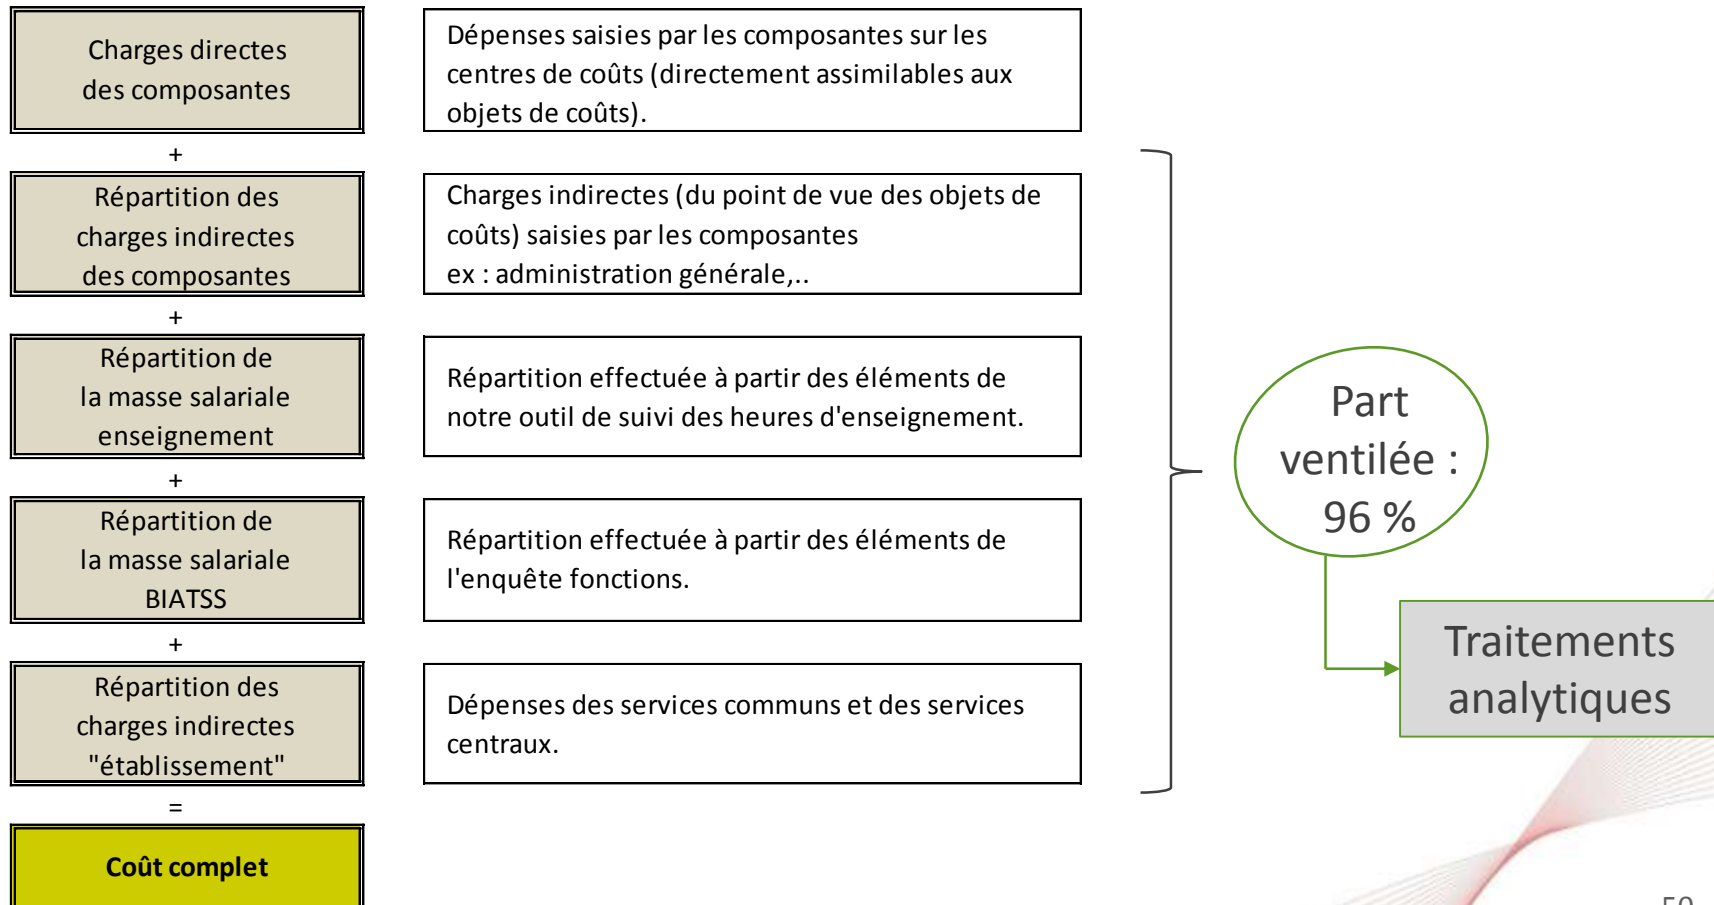 Charges directes
des composantes
Dépenses saisies par les composantes sur les
centres de coûts (directement assimilables aux
objets de coûts).
+
Répartition des
charges indirectes
des composantes
Charges indirectes (du point de vue des objets de
coûts) saisies par les composantes
ex : administration générale,..
+
Répartition de
la masse salariale
enseignement
Répartition effectuée à partir des éléments de
notre outil de suivi des heures d'enseignement.
+
Répartition de
la masse salariale
BIATSS
Répartition effectuée à partir des éléments de
l'enquête fonctions.
+
Répartition des
charges indirectes
"établissement"
Dépenses des services communs et des services
centraux.
=
Coût complet
Part
ventilée :
96 %
Traitements
analytiques